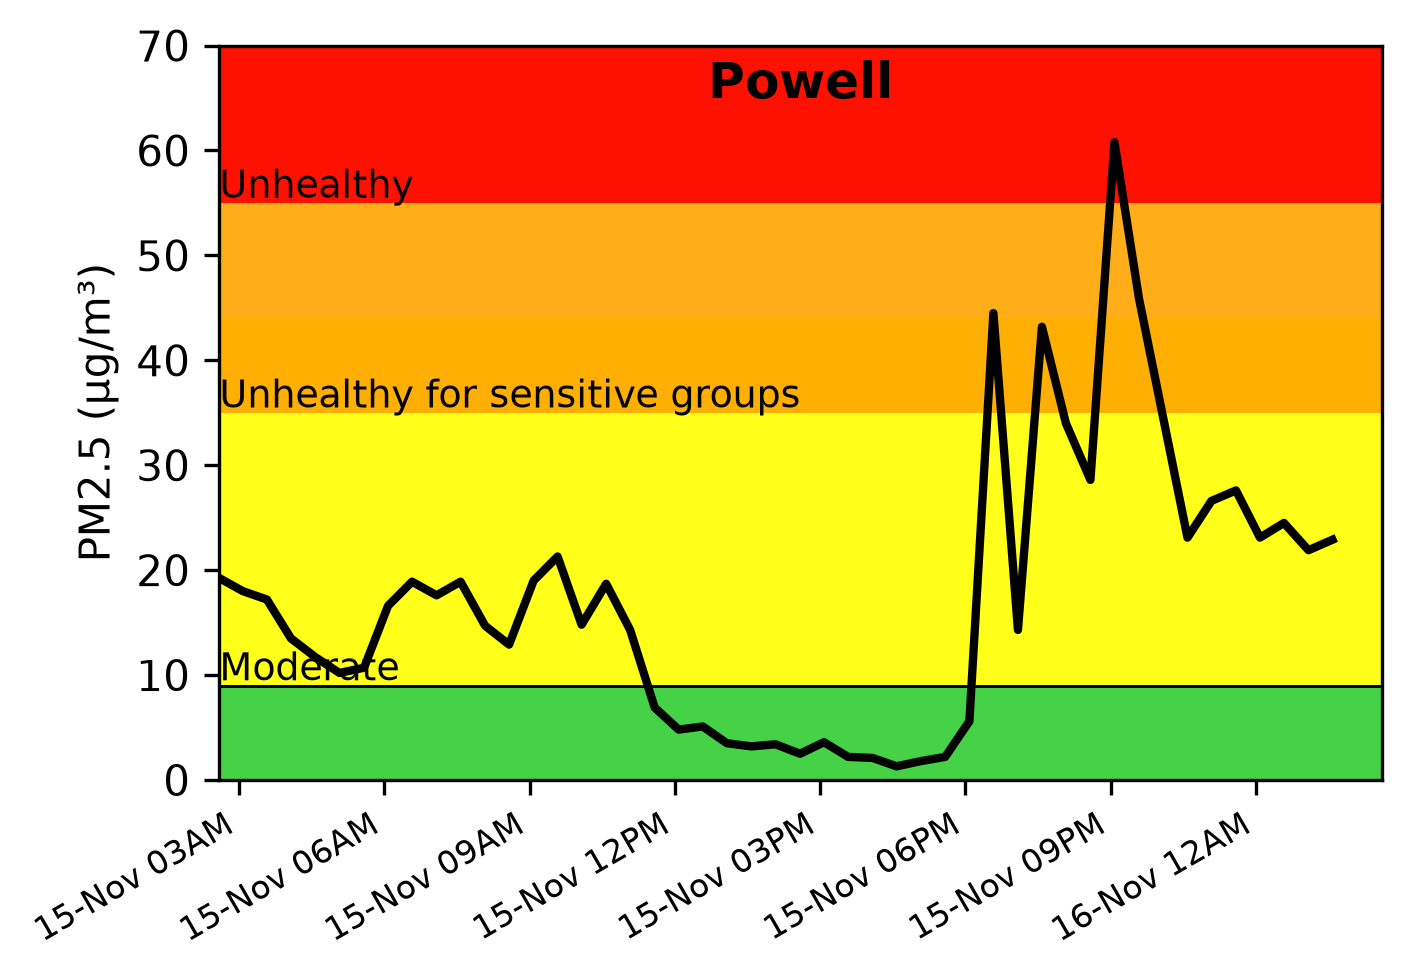 Powell
70
60
50
40
30
20
10
0
PM2.5 (µg/m³)
Unhealthy
Unhealthy for sensitive groups
Moderate
15-Nov 03AM
15-Nov 06AM
15-Nov 09AM
15-Nov 12PM
15-Nov 03PM
15-Nov 06PM
15-Nov 09PM
16-Nov 12AM